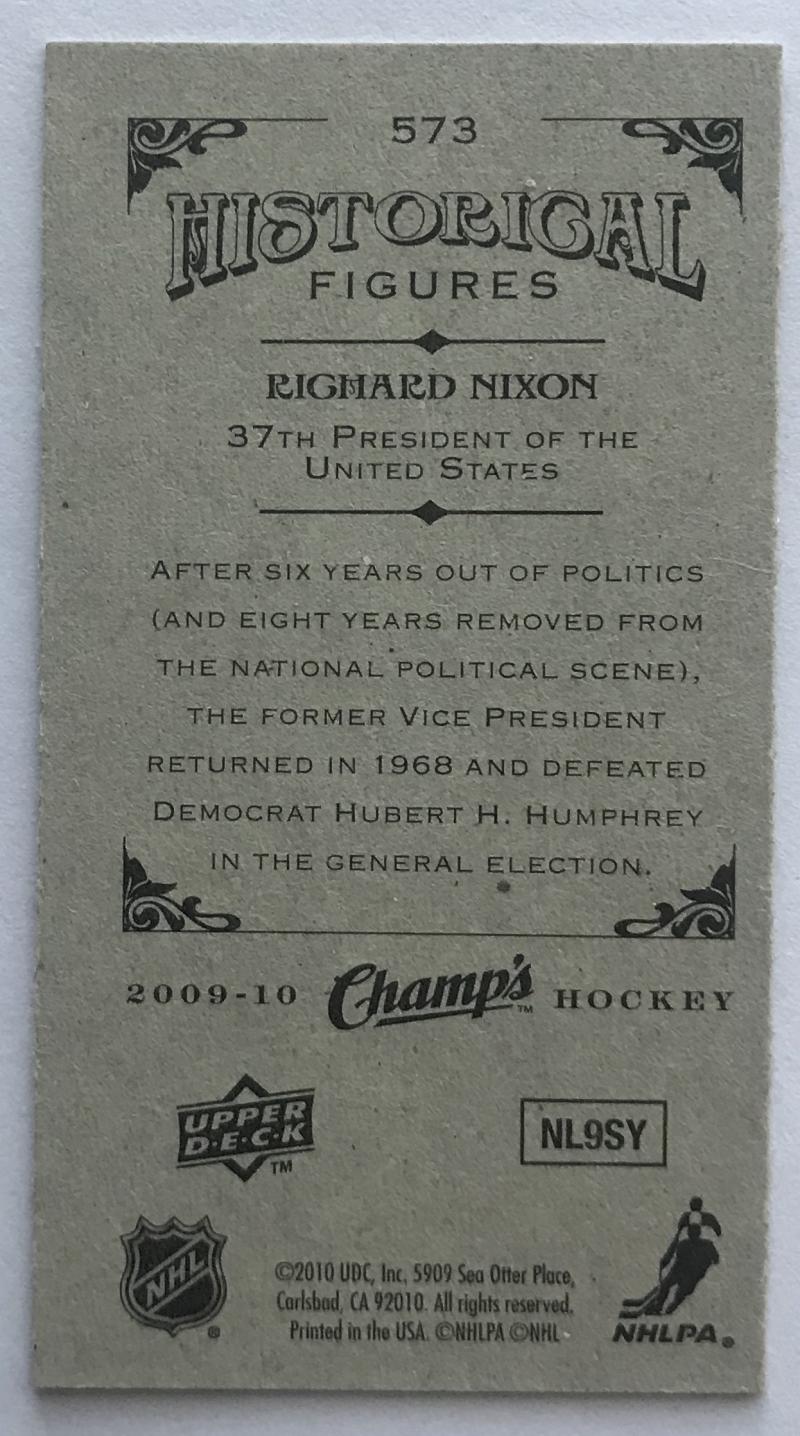 573
HISTORICAL
FIGURES
RICHARD NIXON
37TH PRESIDENT OF THE
UNITED STATES
AFTER SIX YEARS OUT OF POLITICS
(AND EIGHT YEARS REMOVED FROM
THE NATIONAL POLITICAL SCENE),
THE FORMER VICE PRESIDENT
RETURNED IN 1968 AND DEFEATED
DEMOCRAT HUBERT H. HUMPHREY
IN THE GENERAL ELECTION.
2009-10 Champ's™ HOCKEY
UPPER
D·E·C·K™
NL9SY
NHL®
©2010 UDC, Inc. 5909 Sea Otter Place,
Carlsbad, CA 92010. All rights reserved.
Printed in the USA. ©NHLPA ©NHL
NHLPA®